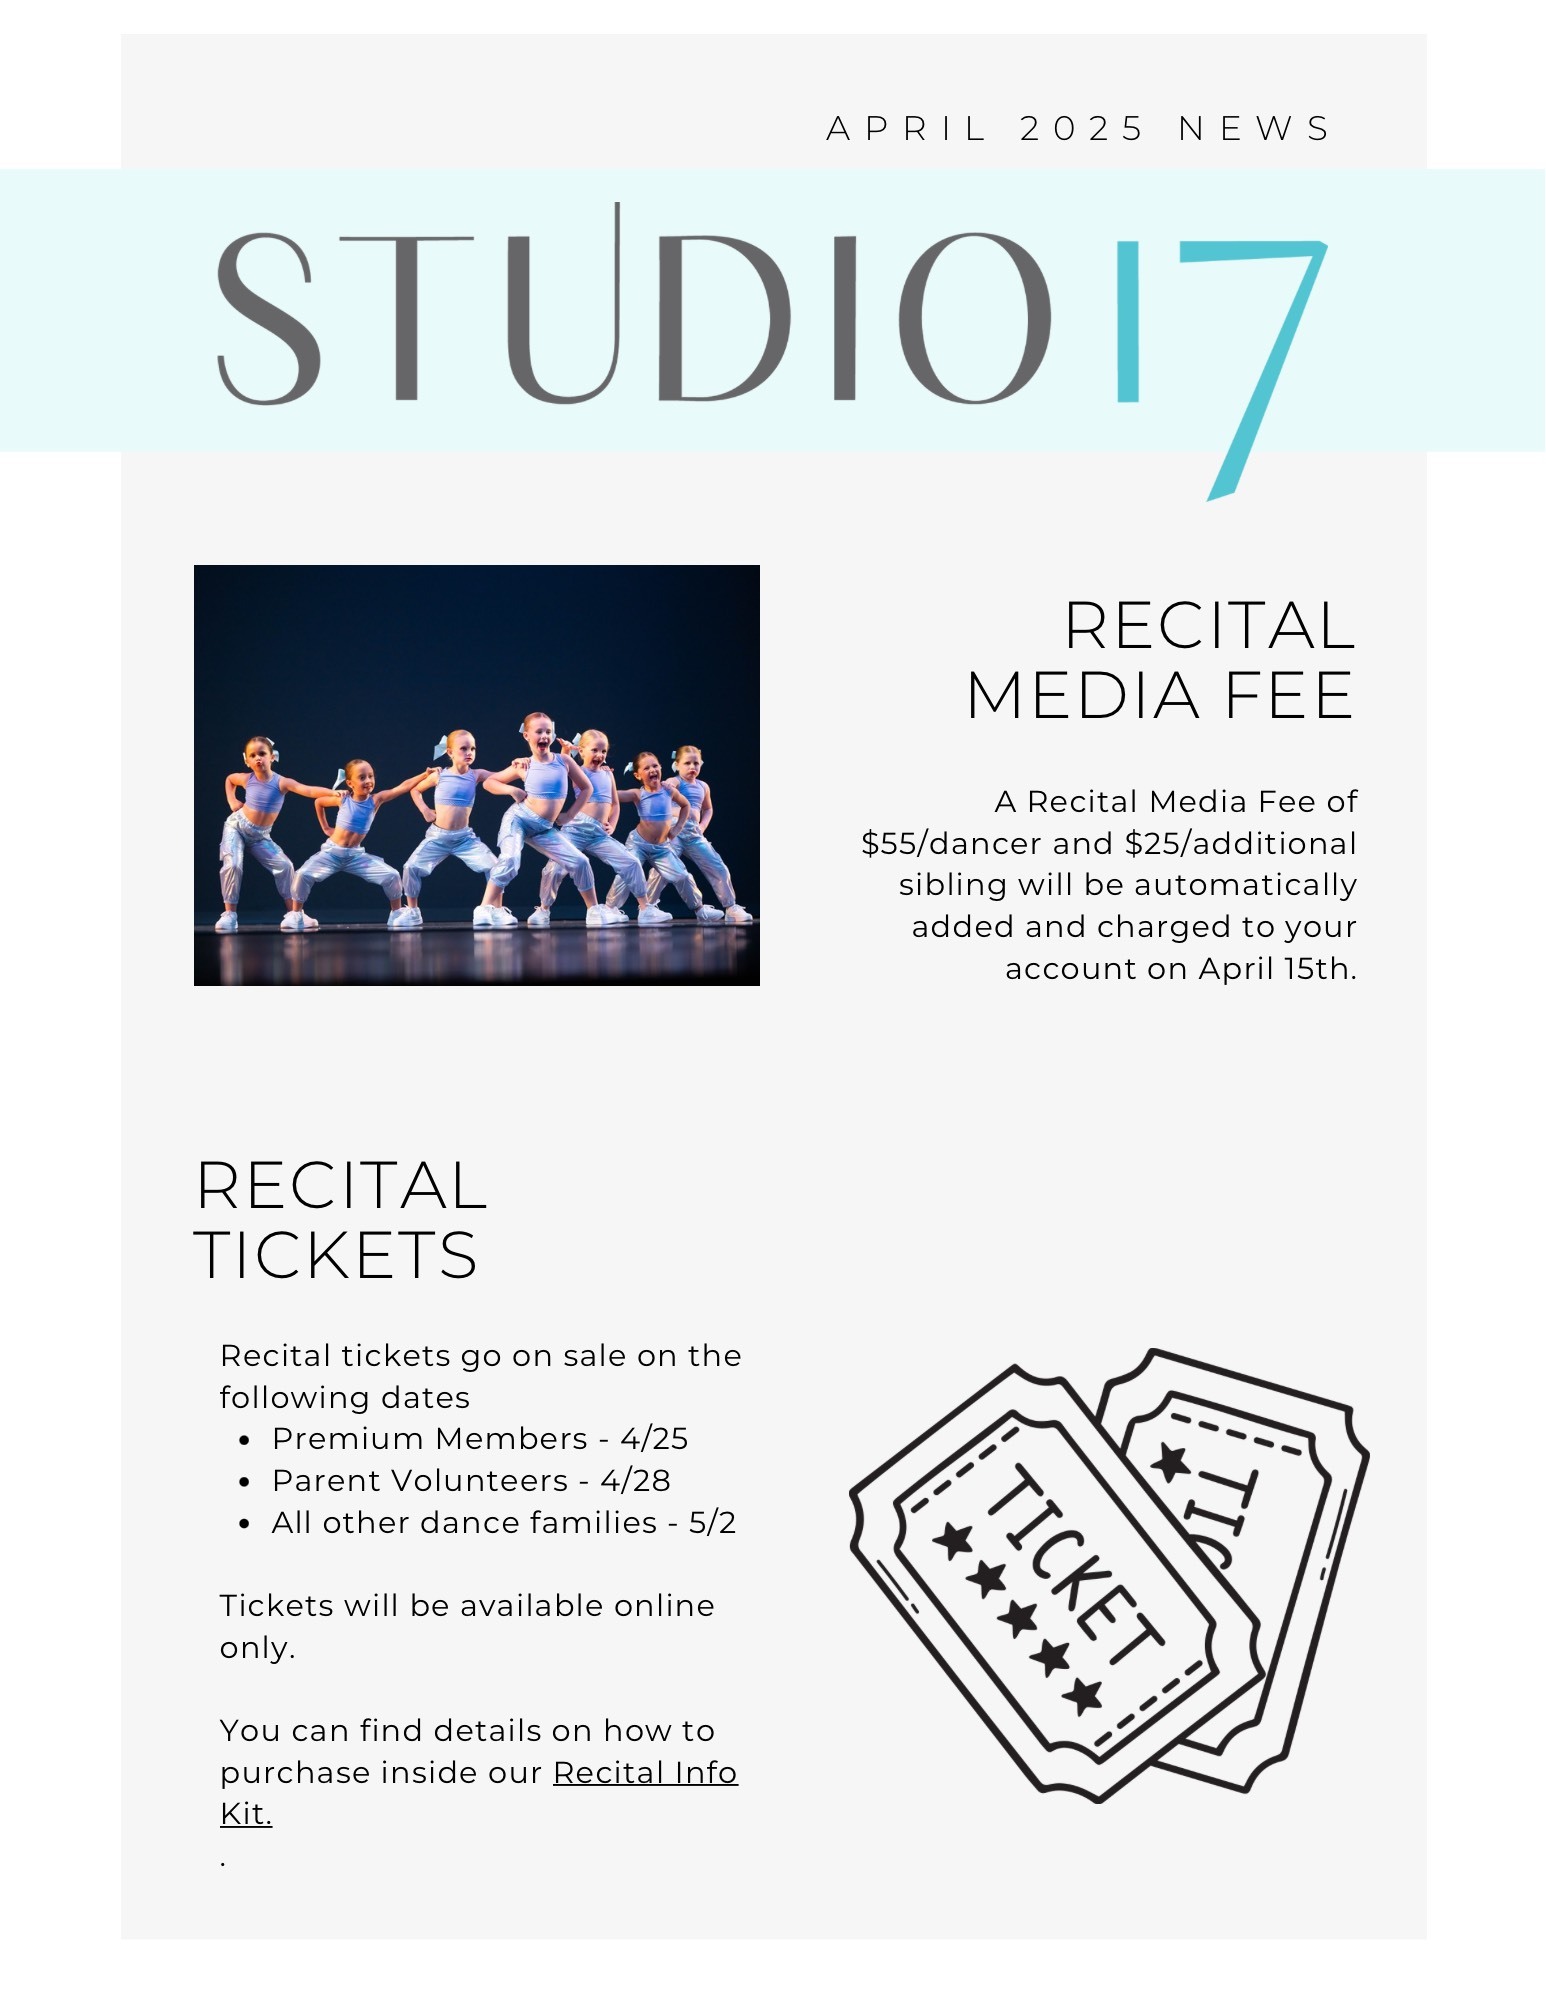 APRIL 2025 NEWS
STUDIO 17
RECITAL
MEDIA FEE
A Recital Media Fee of
$55/dancer and $25/additional
sibling will be automatically
added and charged to your
account on April 15th.
RECITAL
TICKETS
Recital tickets go on sale on the
following dates
• Premium Members - 4/25
• Parent Volunteers - 4/28
• All other dance families - 5/2
Tickets will be available online
only.
You can find details on how to
purchase inside our Recital Info
Kit.
.
TICKET
TIC